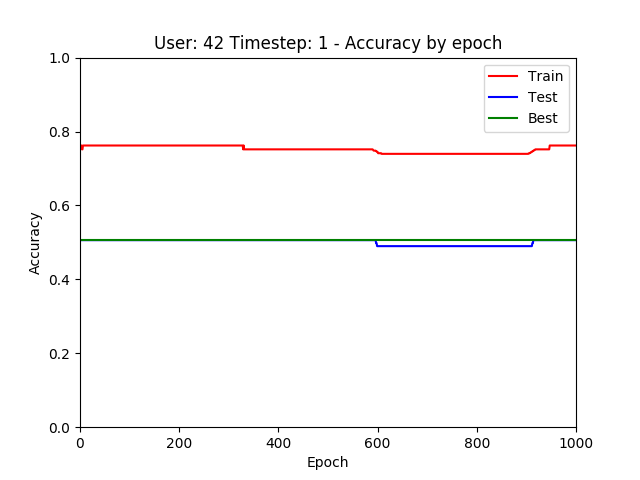 User: 42 Timestep: 1 - Accuracy by epoch
1.0
0.8
0.6
0.4
0.2
0.0
Accuracy
Train
Test
Best
0 200 400 600 800 1000
Epoch